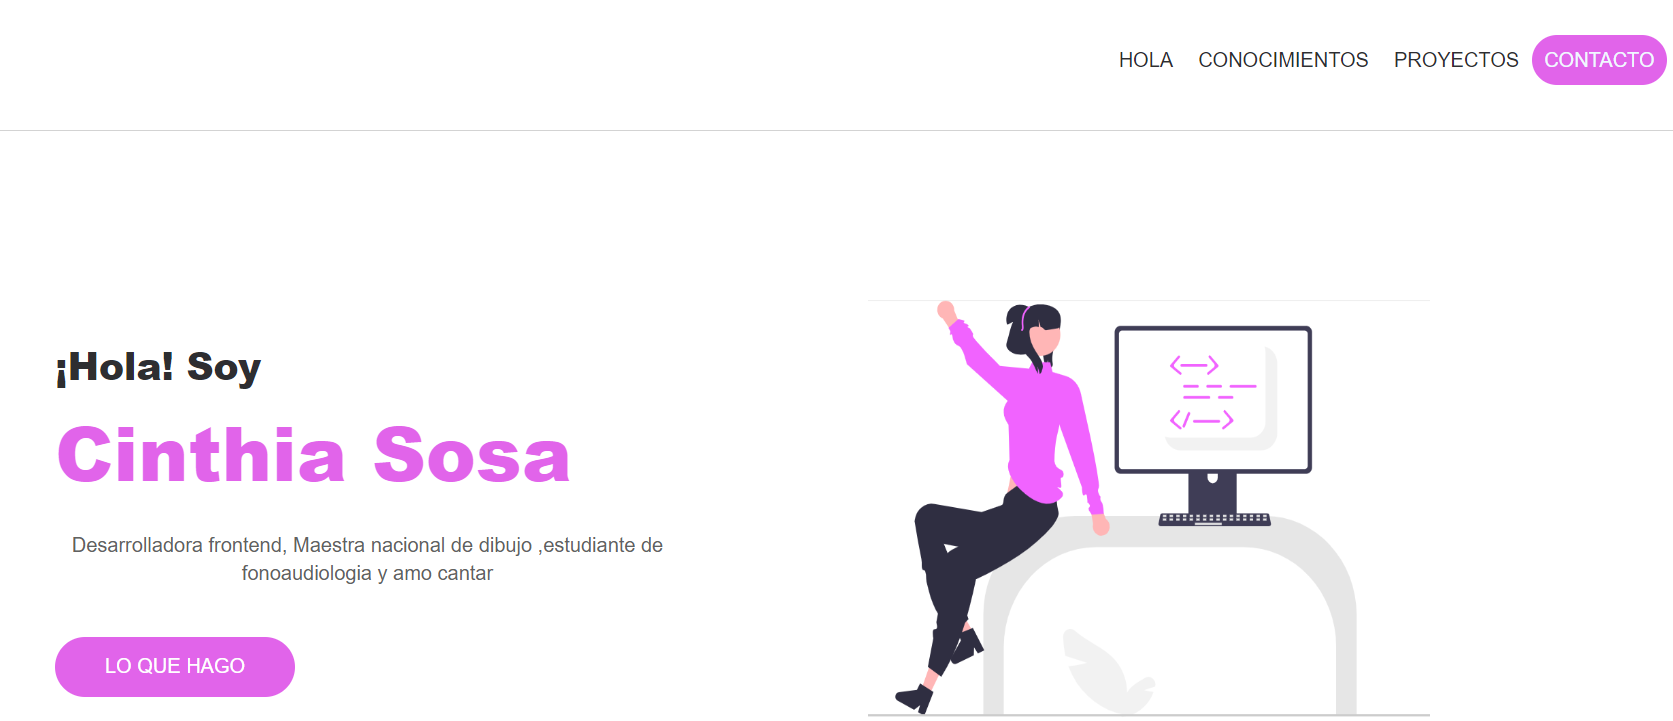 HOLA CONOCIMIENTOS PROYECTOS CONTACTO
¡Hola! Soy
Cinthia Sosa
Desarrolladora frontend, Maestra nacional de dibujo ,estudiante de
fonoaudiologia y amo cantar
LO QUE HAGO